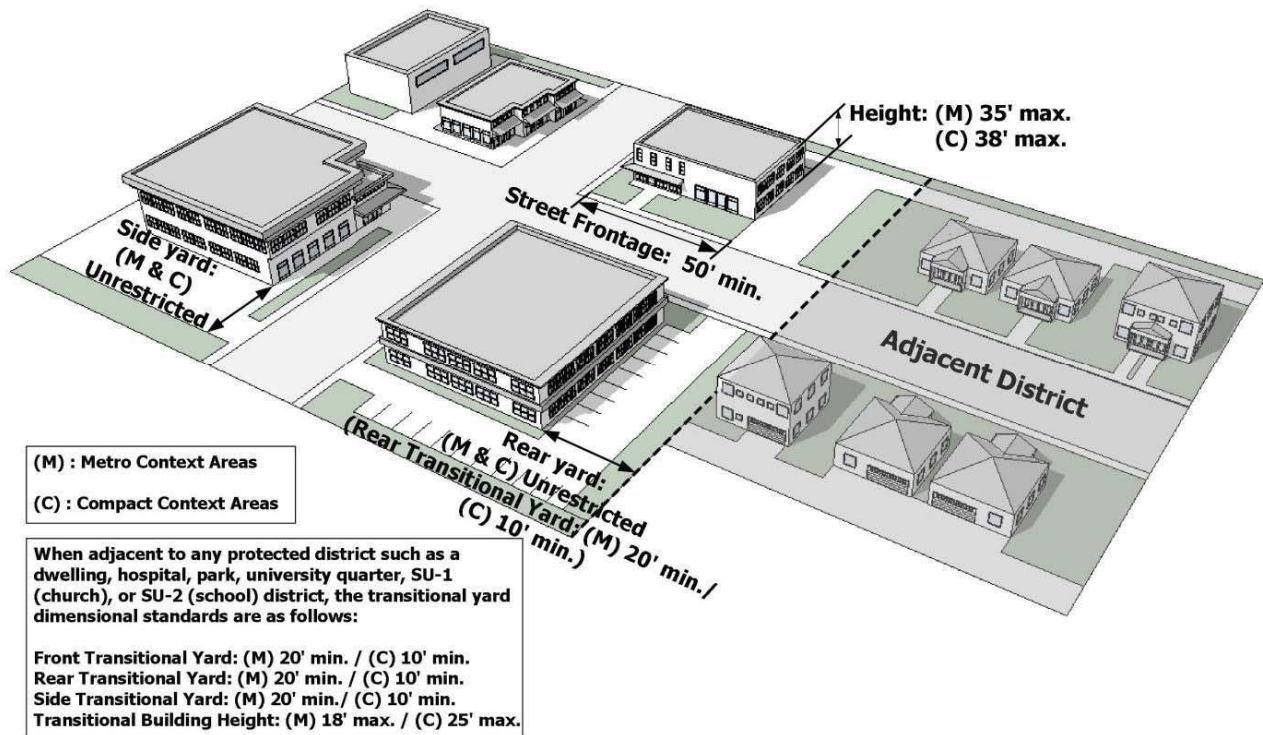 Height: (M) 35' max.
(C) 38' max.
Street Frontage: 50' min.
Side yard:
(M & C)
Unrestricted
Adjacent District
Rear yard:
(M & C) Unrestricted
(Rear Transitional Yard: (M) 20' min./
(C) 10' min.)
(M) : Metro Context Areas
(C) : Compact Context Areas
When adjacent to any protected district such as a
dwelling, hospital, park, university quarter, SU-1
(church), or SU-2 (school) district, the transitional yard
dimensional standards are as follows:
Front Transitional Yard: (M) 20' min. / (C) 10' min.
Rear Transitional Yard: (M) 20' min. / (C) 10' min.
Side Transitional Yard: (M) 20' min./ (C) 10' min.
Transitional Building Height: (M) 18' max. / (C) 25' max.